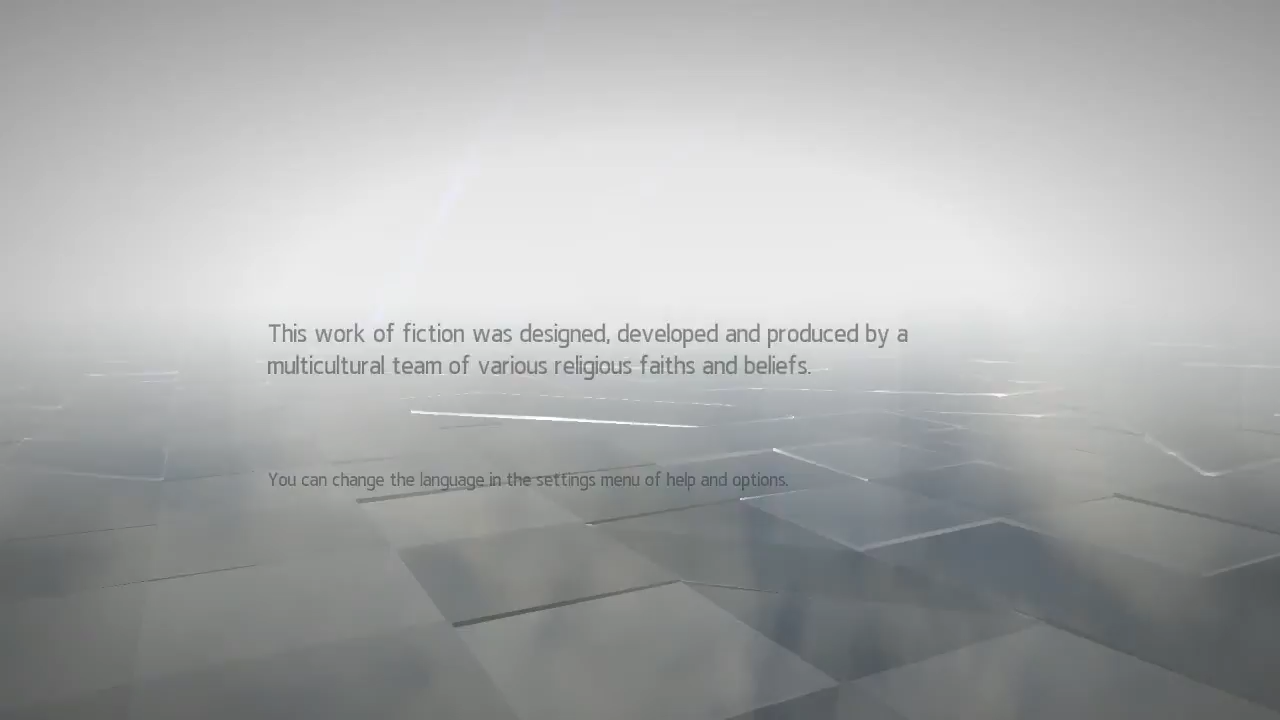 This work of fiction was designed, developed and produced by a
multicultural team of various religious faiths and beliefs.
You can change the language in the settings menu of help and options.